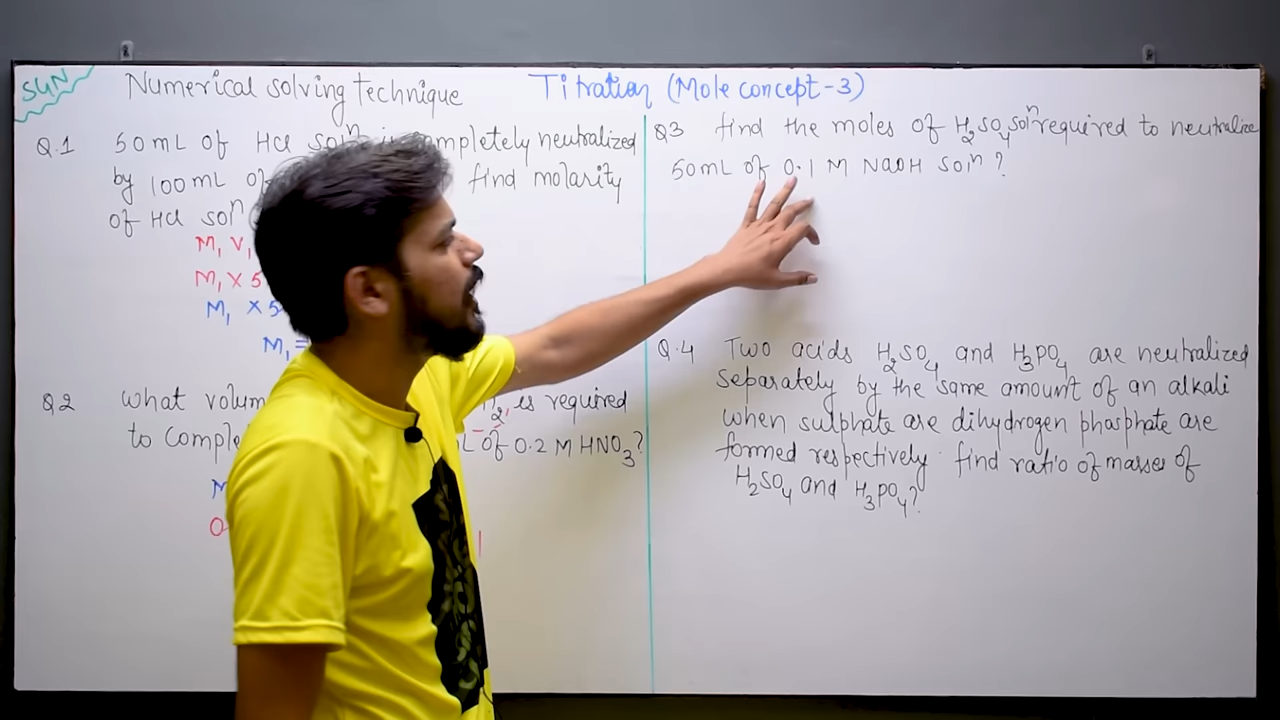 SGN
Numerical solving technique
Titration (Mole concept-3)
Q.1 50mL of HCl solⁿ is completely neutralized
by 100mL of find molarity
of HCl solⁿ
M₁ V₁
M₁ × 5
M₁ × 5
M₁ =
Q2 what is required
to of 0.2 M HNO₃?
Q3 find the moles of H₂SO₄ solⁿ required to neutralize
50mL of 0.1 M NaOH solⁿ?
Q.4 Two acids H₂SO₄ and H₃PO₄ are neutralized
separately by the same amount of an alkali
when sulphate are dihydrogen phosphate are
formed respectively. find ratio of masses of
H₂SO₄ and H₃PO₄?